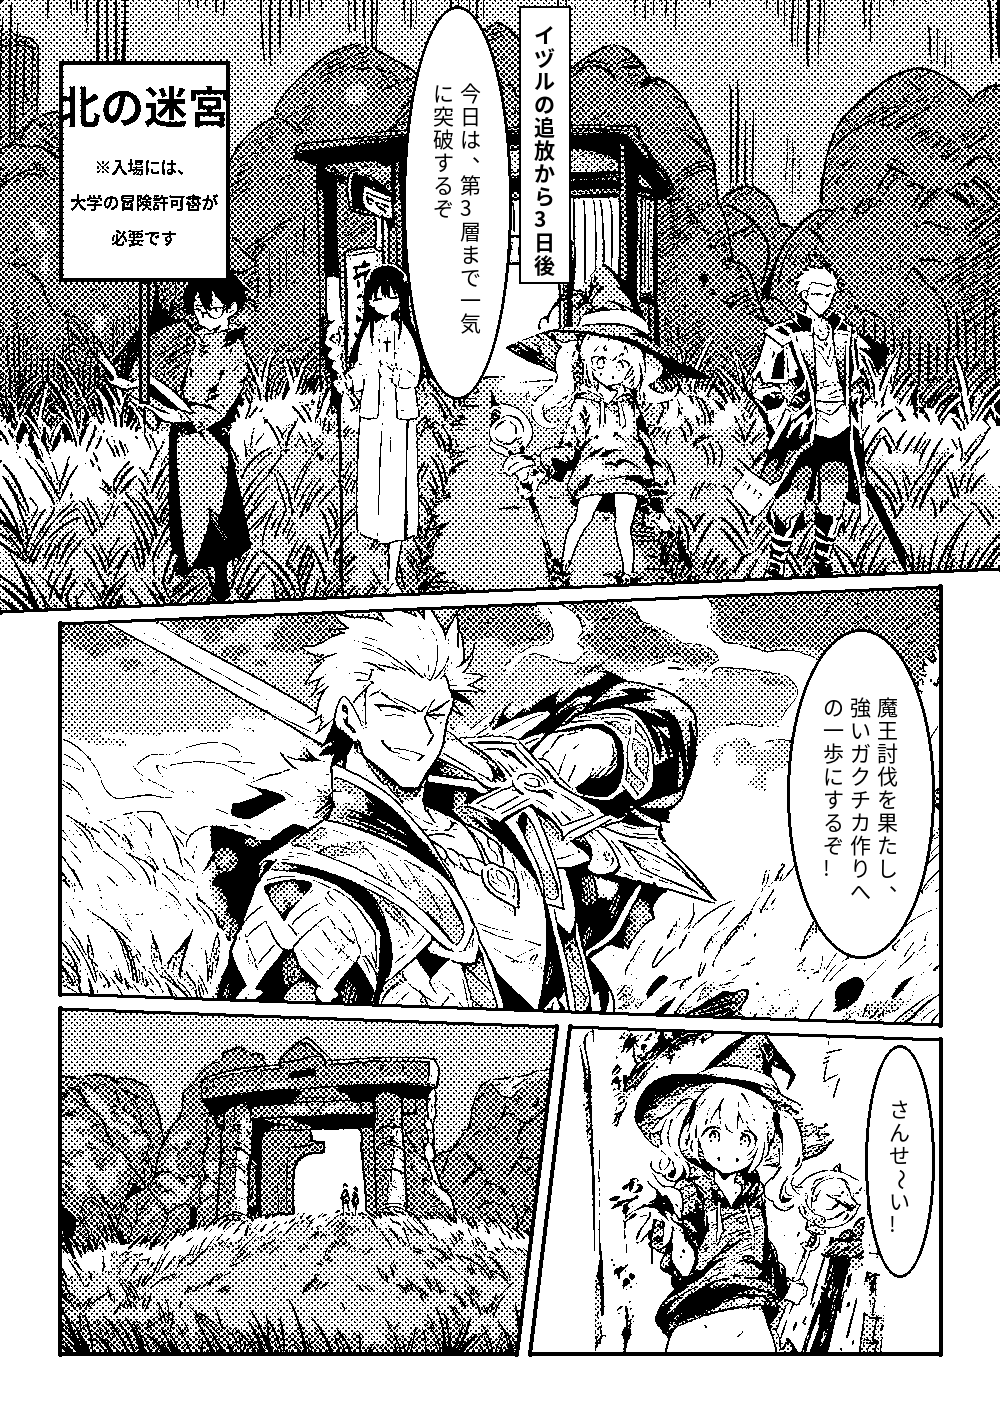 イヅルの追放から3日後
今日は、第3層まで一気
に突破するぞ
北の迷宮
※入場には、
大学の冒険許可書が
必要です
魔王討伐を果たし、
強いガクチカ作りへ
の一歩にするぞ！
さんせ～い！